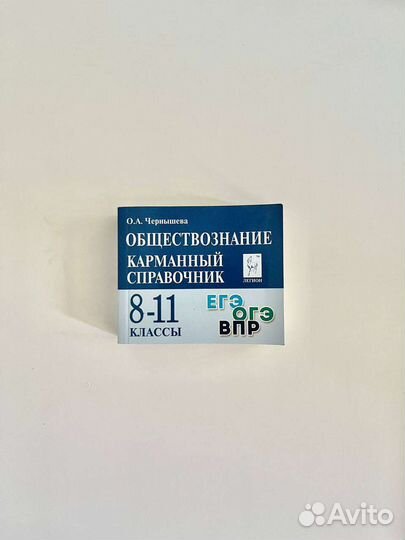 О.А. Чернышева
ОБЩЕСТВОЗНАНИЕ
КАРМАННЫЙ
СПРАВОЧНИК
ЛЕГИОН
8-11
КЛАССЫ
ЕГЭ
ОГЭ
ВПР
Avito